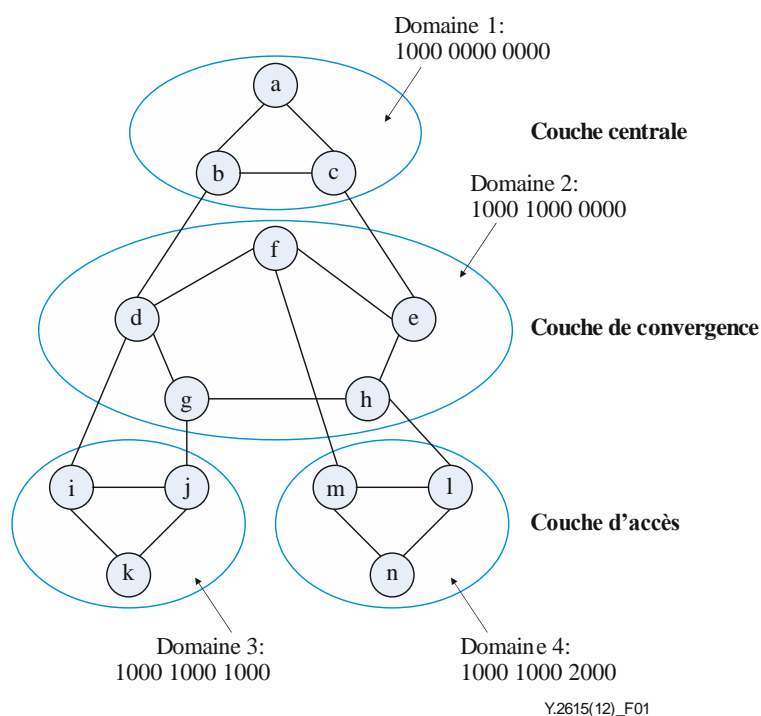 Domaine 1:
1000 0000 0000
a
Couche centrale
b
c
Domaine 2:
1000 1000 0000
f
d
e
Couche de convergence
g
h
i
j
m
l
Couche d'accès
k
n
Domaine 3:
1000 1000 1000
Domaine 4:
1000 1000 2000
Y.2615(12)_F01